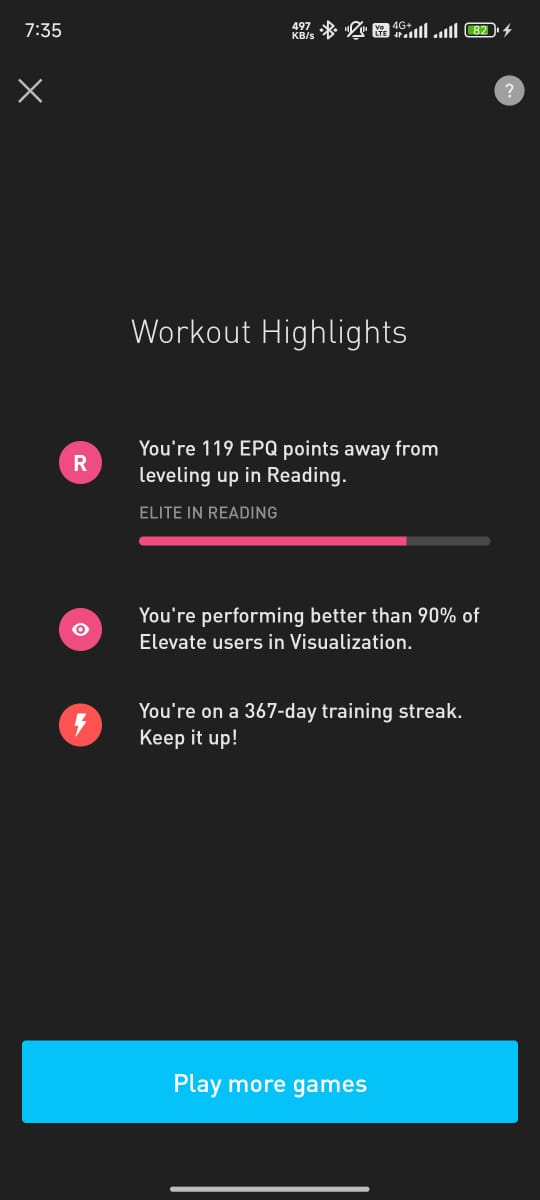 7:35
497
KB/s
Vo
LTE
4G+
82
?
Workout Highlights
R
You're 119 EPQ points away from
leveling up in Reading.
ELITE IN READING
You're performing better than 90% of
Elevate users in Visualization.
You're on a 367-day training streak.
Keep it up!
Play more games